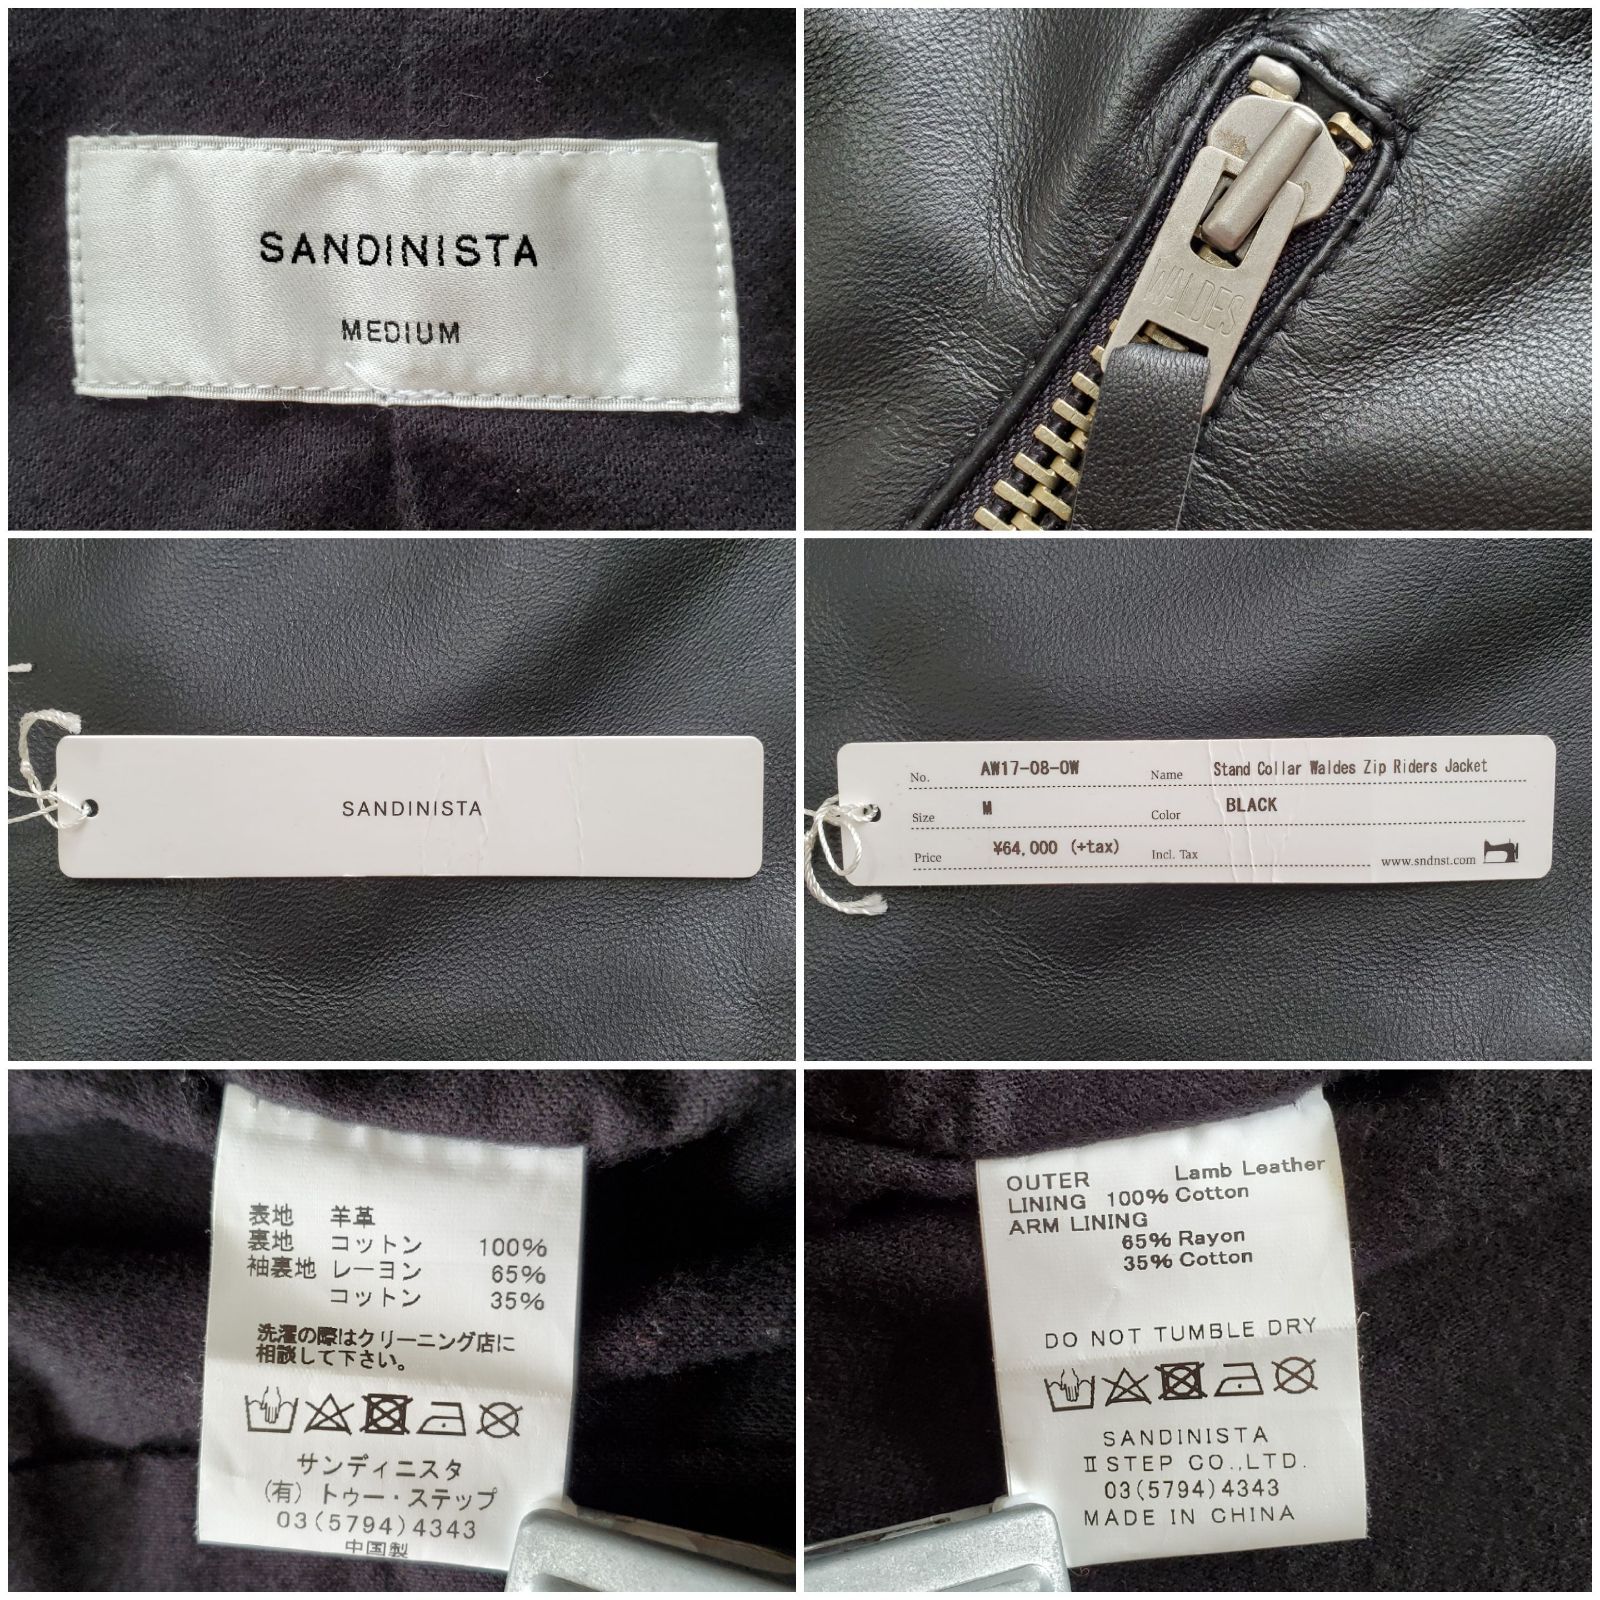 SANDINISTA
MEDIUM
WALDES
SANDINISTA
No. AW17-08-OW Name Stand Collar Waldes Zip Riders Jacket
Size M Color BLACK
Price ¥64,000 (+tax) Incl. Tax www.sndnst.com
表地 羊革
裏地 コットン 100%
袖裏地 レーヨン 65%
コットン 35%
洗濯の際はクリーニング店に
相談して下さい。
サンディニスタ
(有)トゥー・ステップ
03(5794)4343
中国製
OUTER Lamb Leather
LINING 100% Cotton
ARM LINING
65% Rayon
35% Cotton
DO NOT TUMBLE DRY
SANDINISTA
II STEP CO.,LTD.
03(5794)4343
MADE IN CHINA